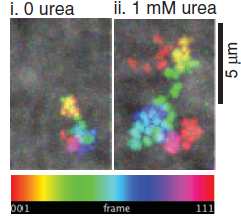 i. 0 urea
ii. 1 mM urea
5 μm
001 frame 111